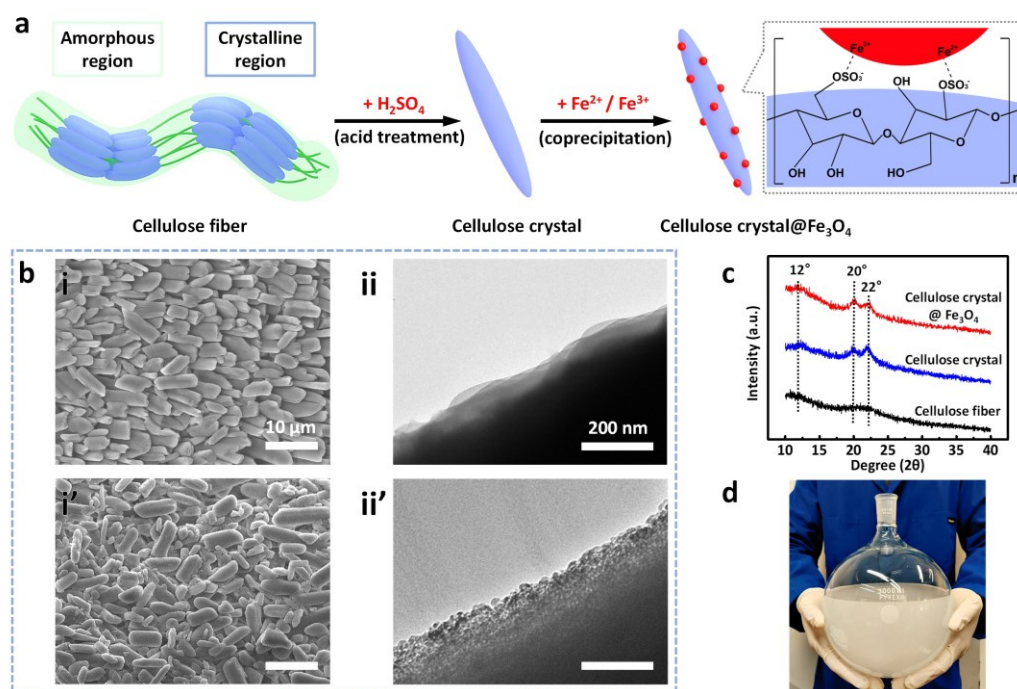 a
Amorphous
region
Crystalline
region
+ H₂SO₄
(acid treatment)
+ Fe²⁺ / Fe³⁺
(coprecipitation)
Fe³⁺
Fe²⁺
OSO₃⁻
OH
OSO₃⁻
O
O
O
O
OH
OH
HO
OH
n
Cellulose fiber
Cellulose crystal
Cellulose crystal@Fe₃O₄
b
i
10 μm
ii
200 nm
i'
ii'
c
12°
20°
22°
Cellulose crystal
@ Fe₃O₄
Cellulose crystal
Cellulose fiber
Intensity (a.u.)
10 15 20 25 30 35 40
Degree (2θ)
d
PYREX